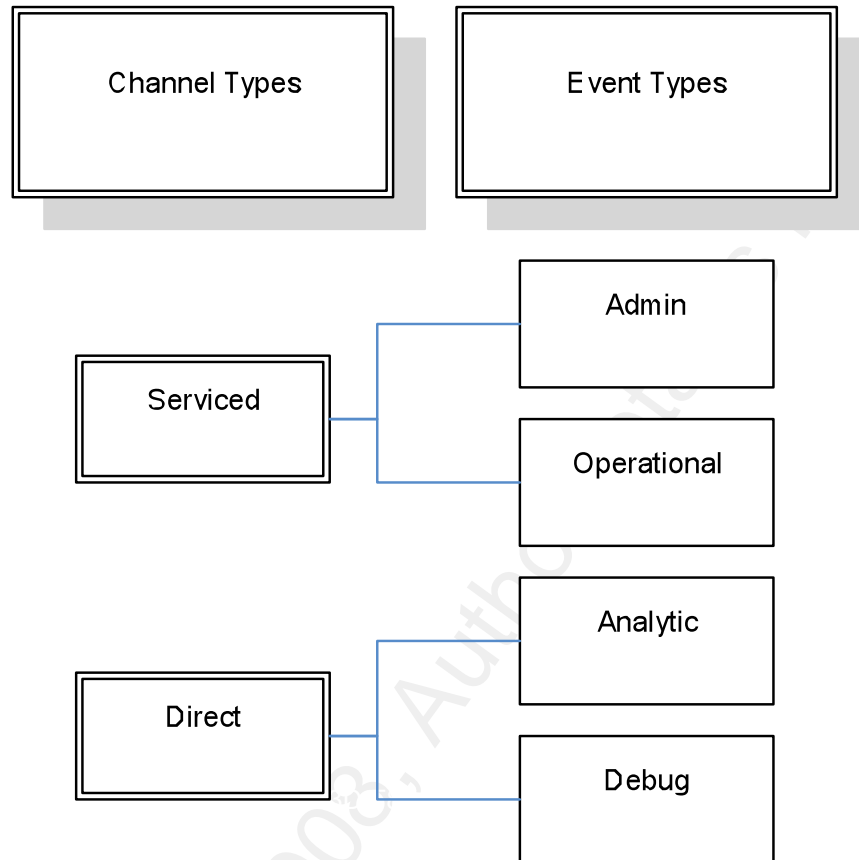 Channel Types
Event Types
Serviced
Admin
Operational
Direct
Analytic
Debug